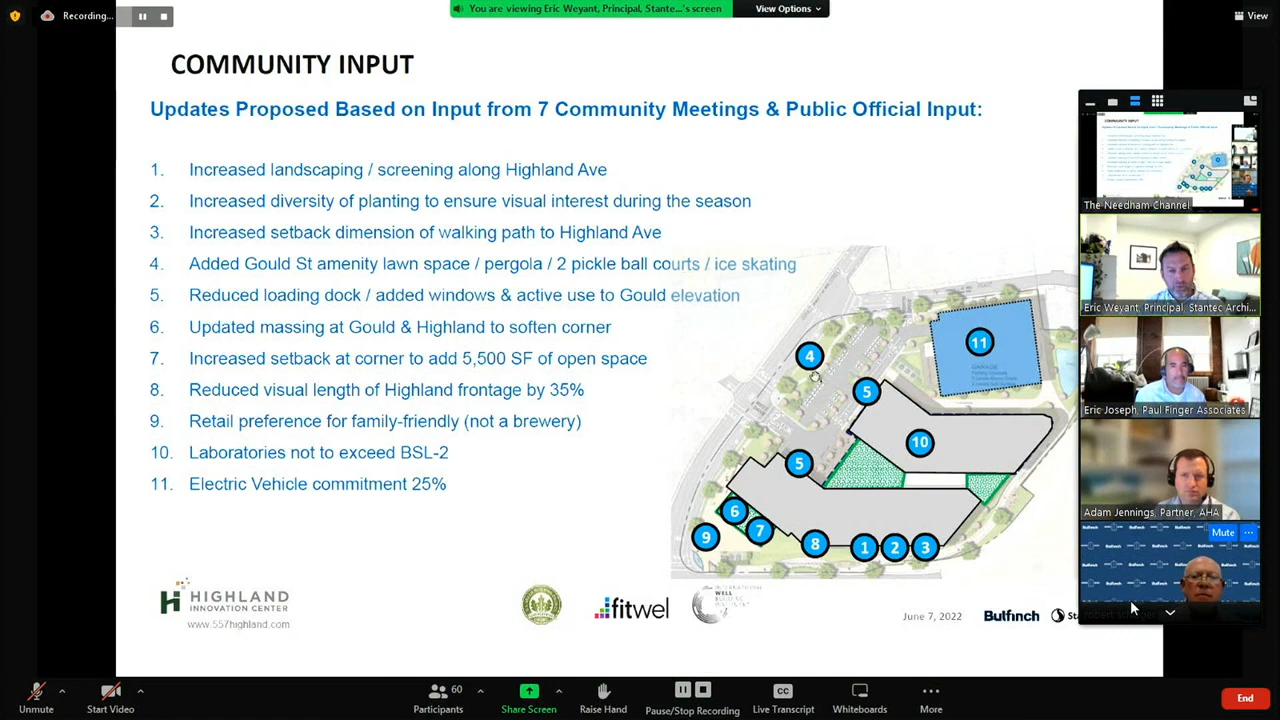 Recording...
You are viewing Eric Weyant, Principal, Stante...'s screen
View Options
View
COMMUNITY INPUT
Updates Proposed Based on Input from 7 Community Meetings & Public Official Input:
1. Increased landscaping / screening along Highland Ave
2. Increased diversity of planting to ensure visual interest during the season
3. Increased setback dimension of walking path to Highland Ave
4. Added Gould St amenity lawn space / pergola / 2 pickle ball courts / ice skating
5. Reduced loading dock / added windows & active use to Gould elevation
6. Updated massing at Gould & Highland to soften corner
7. Increased setback at corner to add 5,500 SF of open space
8. Reduced visual length of Highland frontage by 35%
9. Retail preference for family-friendly (not a brewery)
10. Laboratories not to exceed BSL-2
11. Electric Vehicle commitment 25%
11
GARAGE
4
5
10
5
6
7
9
8
1
2
3
The Needham Channel
Eric Weyant, Principal, Stantec Archi...
Eric Joseph, Paul Finger Associates
Adam Jennings, Partner, AHA
Mute
Bulfinch
HIGHLAND
INNOVATION CENTER
www.557highland.com
fitwel
INTERNATIONAL
WELL
BUILDING
June 7, 2022
Bulfinch
Sta
Unmute
Start Video
60
Participants
Share Screen
Raise Hand
Pause/Stop Recording
CC
Live Transcript
Whiteboards
More
End